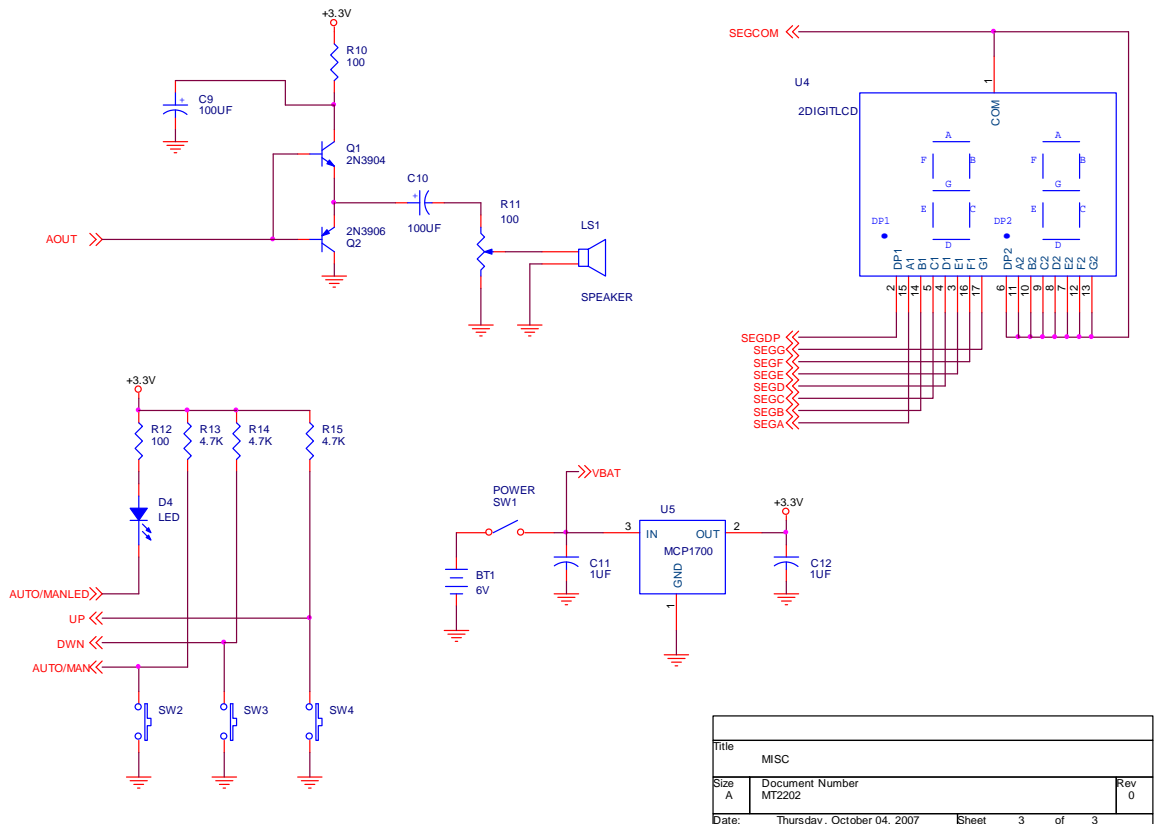 +3.3V
R10
100
C9
+
100UF
Q1
2N3904
C10
+
100UF
R11
100
LS1
SPEAKER
2N3906
Q2
AOUT
SEGCOM
U4
2DIGITLCD
1
COM
A
F
B
G
E
C
D
DP1
A
F
B
G
E
C
D
DP2
DP1
A1
B1
C1
D1
E1
F1
G1
DP2
A2
B2
C2
D2
E2
F2
G2
2
15
14
5
4
3
16
17
6
11
10
9
8
7
12
13
SEGDP
SEGG
SEGF
SEGE
SEGD
SEGC
SEGB
SEGA
+3.3V
R12
100
R13
4.7K
R14
4.7K
R15
4.7K
D4
LED
AUTO/MANLED
UP
DWN
AUTO/MAN
SW2
SW3
SW4
POWER
SW1
VBAT
BT1
6V
C11
1UF
U5
3
IN
OUT
2
MCP1700
GND
1
+3.3V
C12
1UF
Title
MISC
Size
A
Document Number
MT2202
Rev
0
Date:
Thursday, October 04, 2007
Sheet
3 of 3